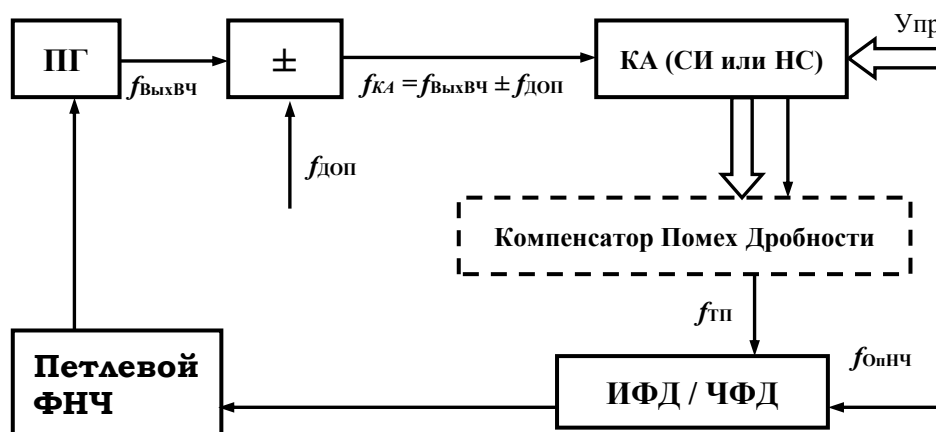 Упр
ПГ
±
КА (СИ или НС)
fВыхВЧ
fКА = fВыхВЧ ± fДОП
fДОП
Компенсатор Помех Дробности
fТП
fОпНЧ
Петлевой
ФНЧ
ИФД / ЧФД